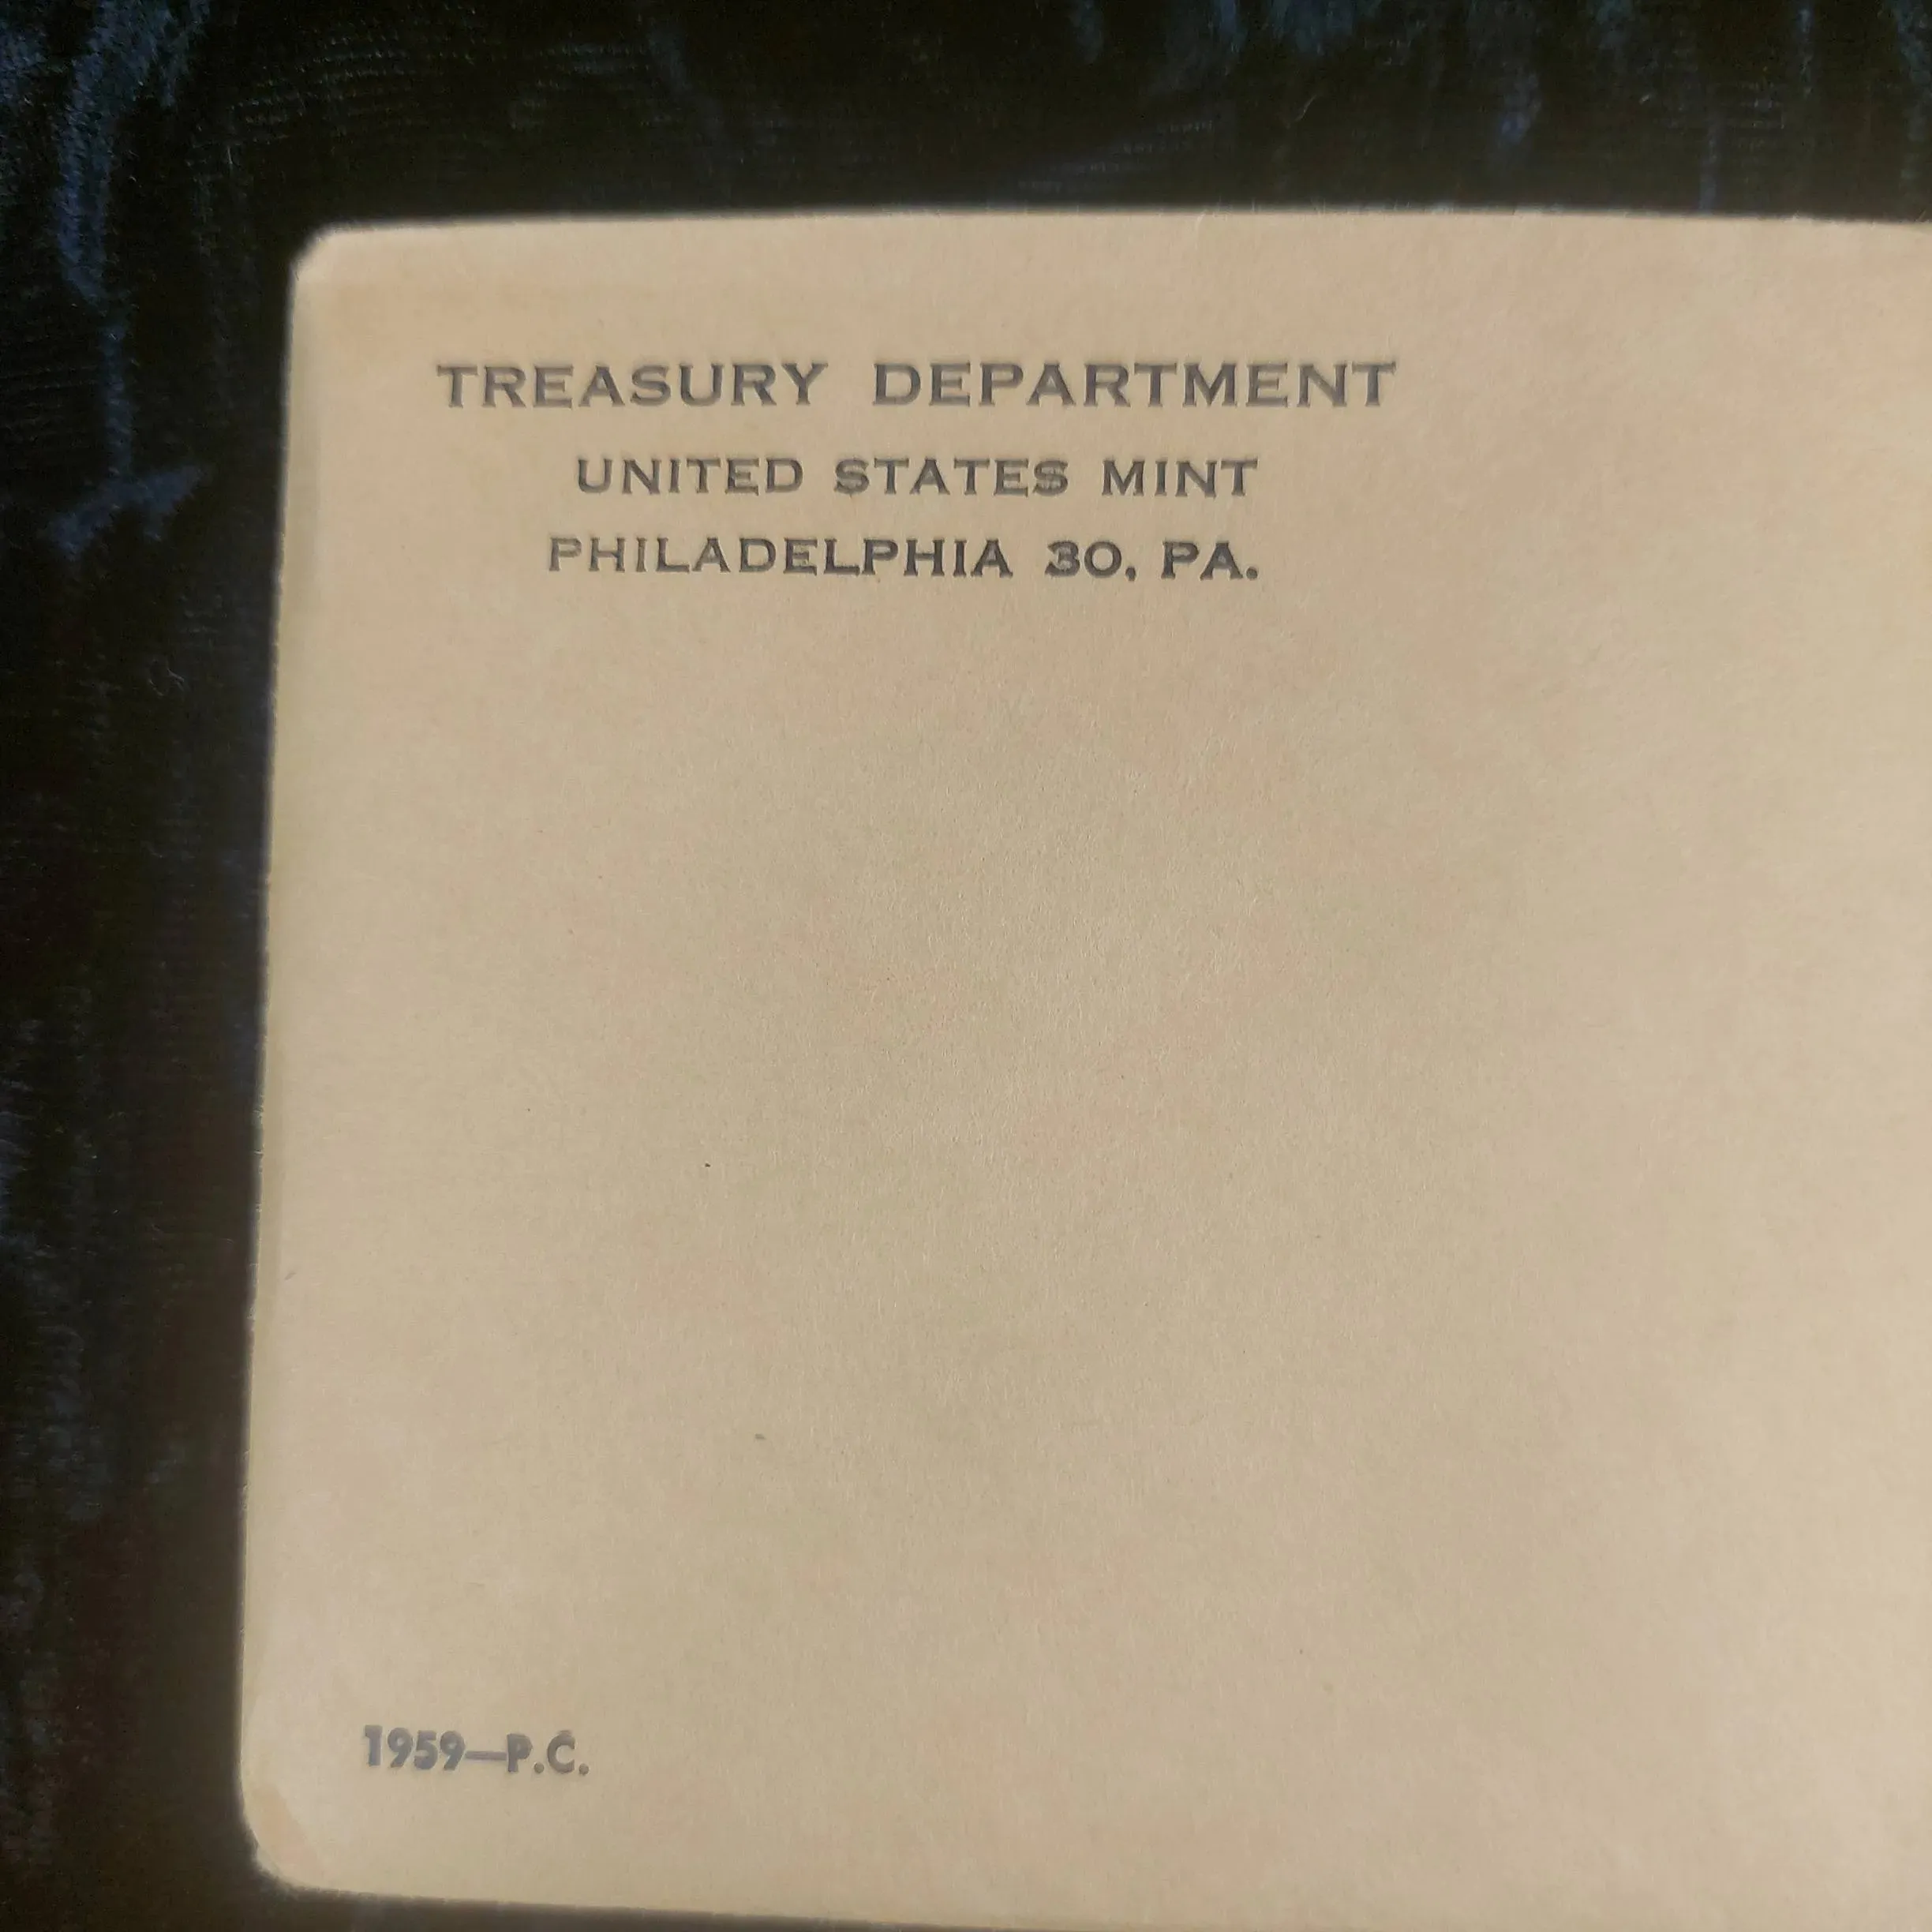 TREASURY DEPARTMENT
UNITED STATES MINT
PHILADELPHIA 30, PA.
1959—P.C.